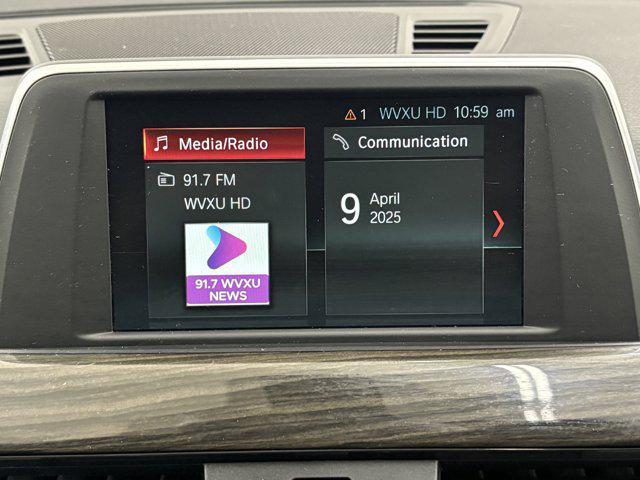 1 WVXU HD 10:59 am
Media/Radio
91.7 FM
WVXU HD
91.7 WVXU
NEWS
Communication
9 April
2025